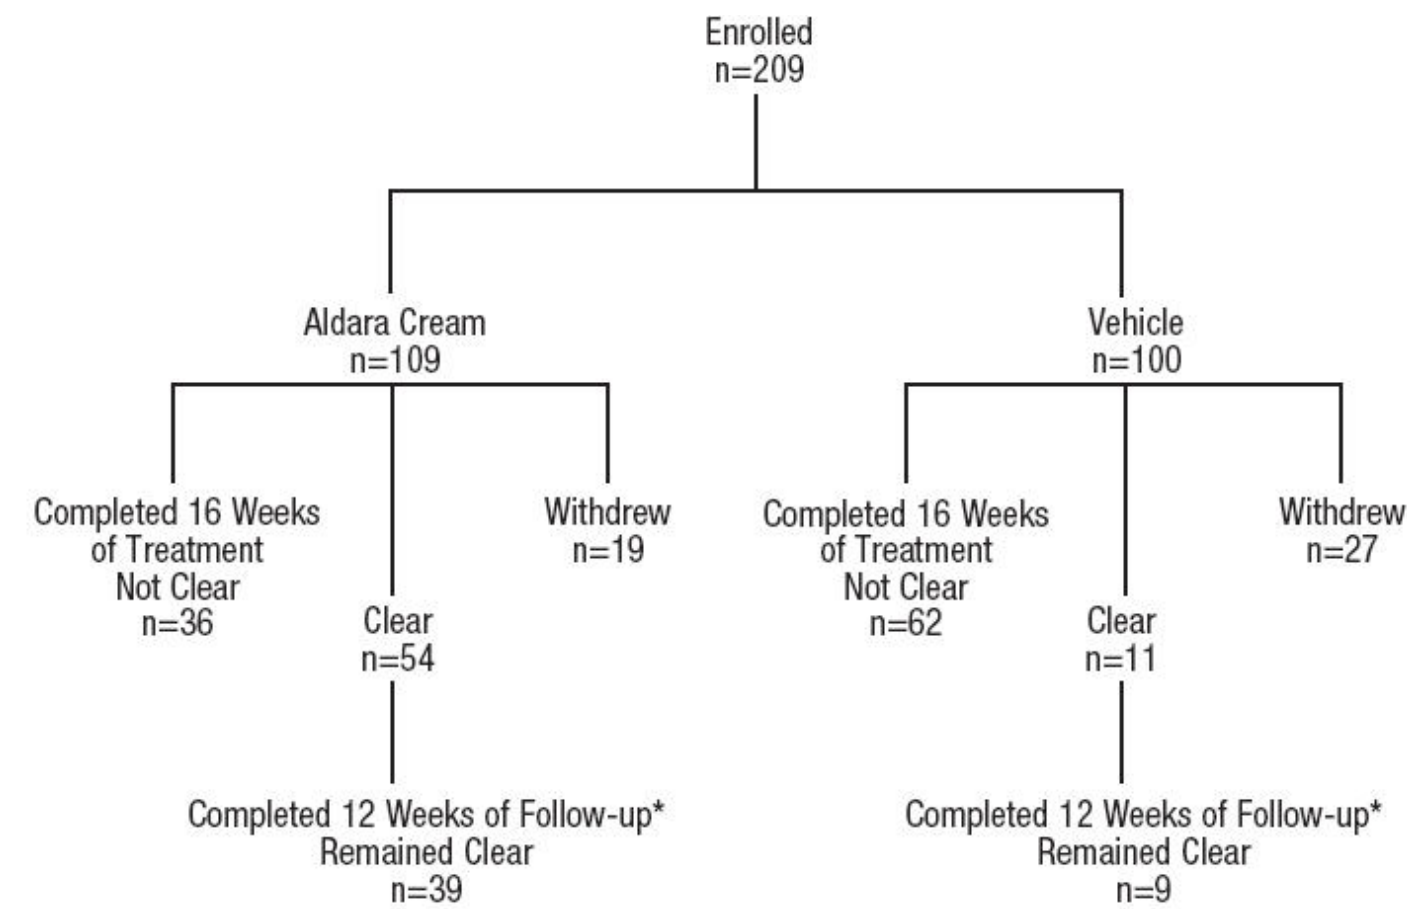 Enrolled
n=209
Aldara Cream
n=109
Vehicle
n=100
Completed 16 Weeks
of Treatment
Not Clear
n=36
Clear
n=54
Withdrew
n=19
Completed 16 Weeks
of Treatment
Not Clear
n=62
Clear
n=11
Withdrew
n=27
Completed 12 Weeks of Follow-up*
Remained Clear
n=39
Completed 12 Weeks of Follow-up*
Remained Clear
n=9